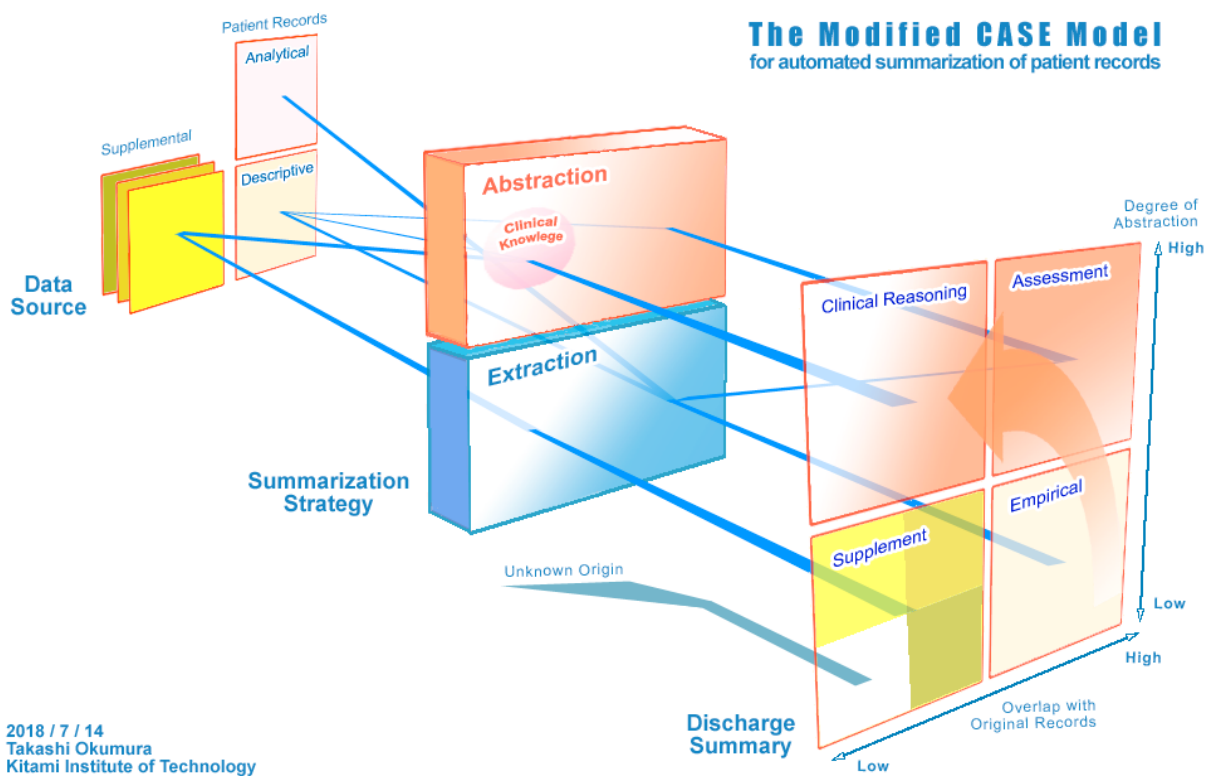 The Modified CASE Model
for automated summarization of patient records
Patient Records
Analytical
Supplemental
Descriptive
Data
Source
Abstraction
Clinical
Knowlege
Extraction
Summarization
Strategy
Degree of
Abstraction
High
Clinical Reasoning
Assessment
Supplement
Empirical
Unknown Origin
Low
High
Overlap with
Original Records
Low
Discharge
Summary
2018 / 7 / 14
Takashi Okumura
Kitami Institute of Technology